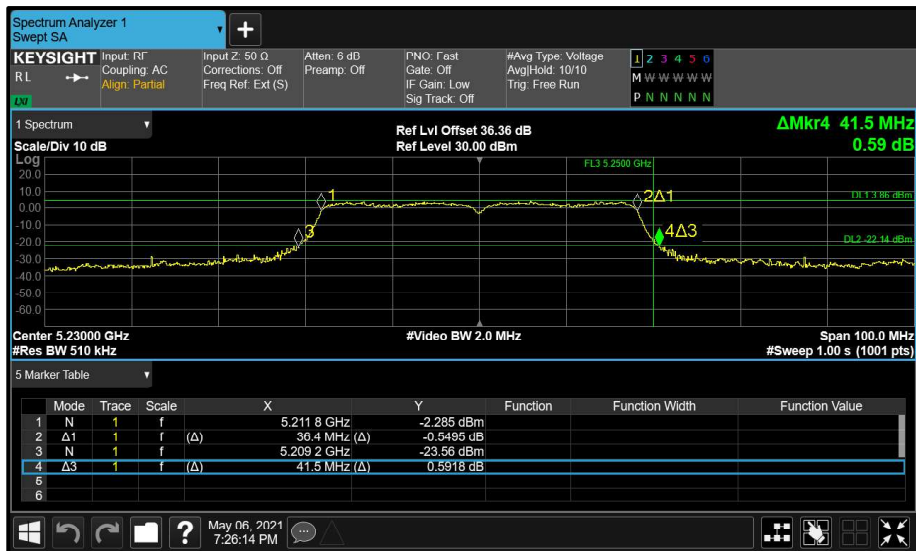 Spectrum Analyzer 1
Swept SA
KEYSIGHT Input: RF Input Z: 50 Ω Atten: 6 dB PNO: Fast #Avg Type: Voltage 1 2 3 4 5 6
RL Coupling: AC Corrections: Off Preamp: Off Gate: Off Avg|Hold: 10/10 M W W W W W
Align: Partial Freq Ref: Ext (S) IF Gain: Low Trig: Free Run
LXI Sig Track: Off P N N N N N
1 Spectrum Ref Lvl Offset 36.36 dB ΔMkr4 41.5 MHz
Scale/Div 10 dB Ref Level 30.00 dBm 0.59 dB
Log
FL3 5.2500 GHz
20.0
10.0 1 2Δ1 DL1 3.86 dBm
0.00
-10.0 3 4Δ3
-20.0 DL2 -22.14 dBm
-30.0
-40.0
-50.0
-60.0
Center 5.23000 GHz #Video BW 2.0 MHz Span 100.0 MHz
#Res BW 510 kHz #Sweep 1.00 s (1001 pts)
5 Marker Table
Mode Trace Scale X Y Function Function Width Function Value
1 N 1 f 5.211 8 GHz -2.285 dBm
2 Δ1 1 f (Δ) 36.4 MHz (Δ) -0.5495 dB
3 N 1 f 5.209 2 GHz -23.56 dBm
4 Δ3 1 f (Δ) 41.5 MHz (Δ) 0.5918 dB
5
6
? May 06, 2021
7:26:14 PM